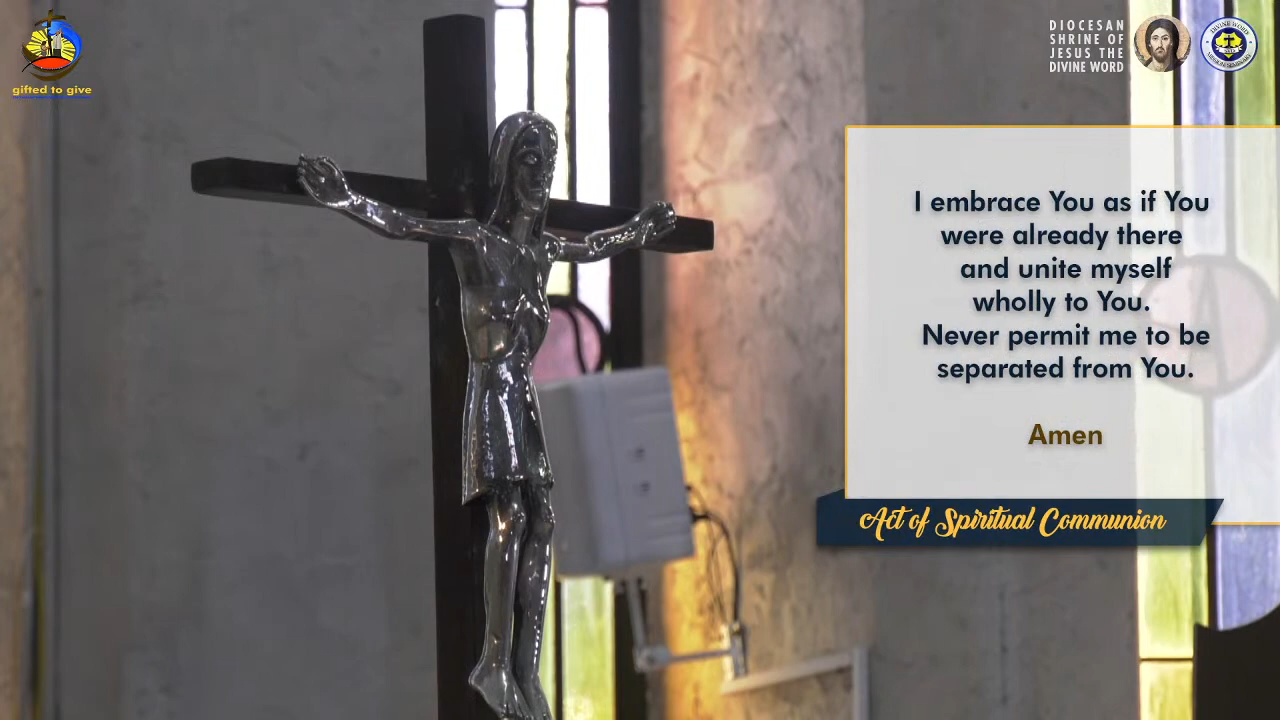 gifted to give
DIOCESAN
SHRINE OF
JESUS THE
DIVINE WORD
I embrace You as if You
were already there
and unite myself
wholly to You.
Never permit me to be
separated from You.
Amen
Act of Spiritual Communion